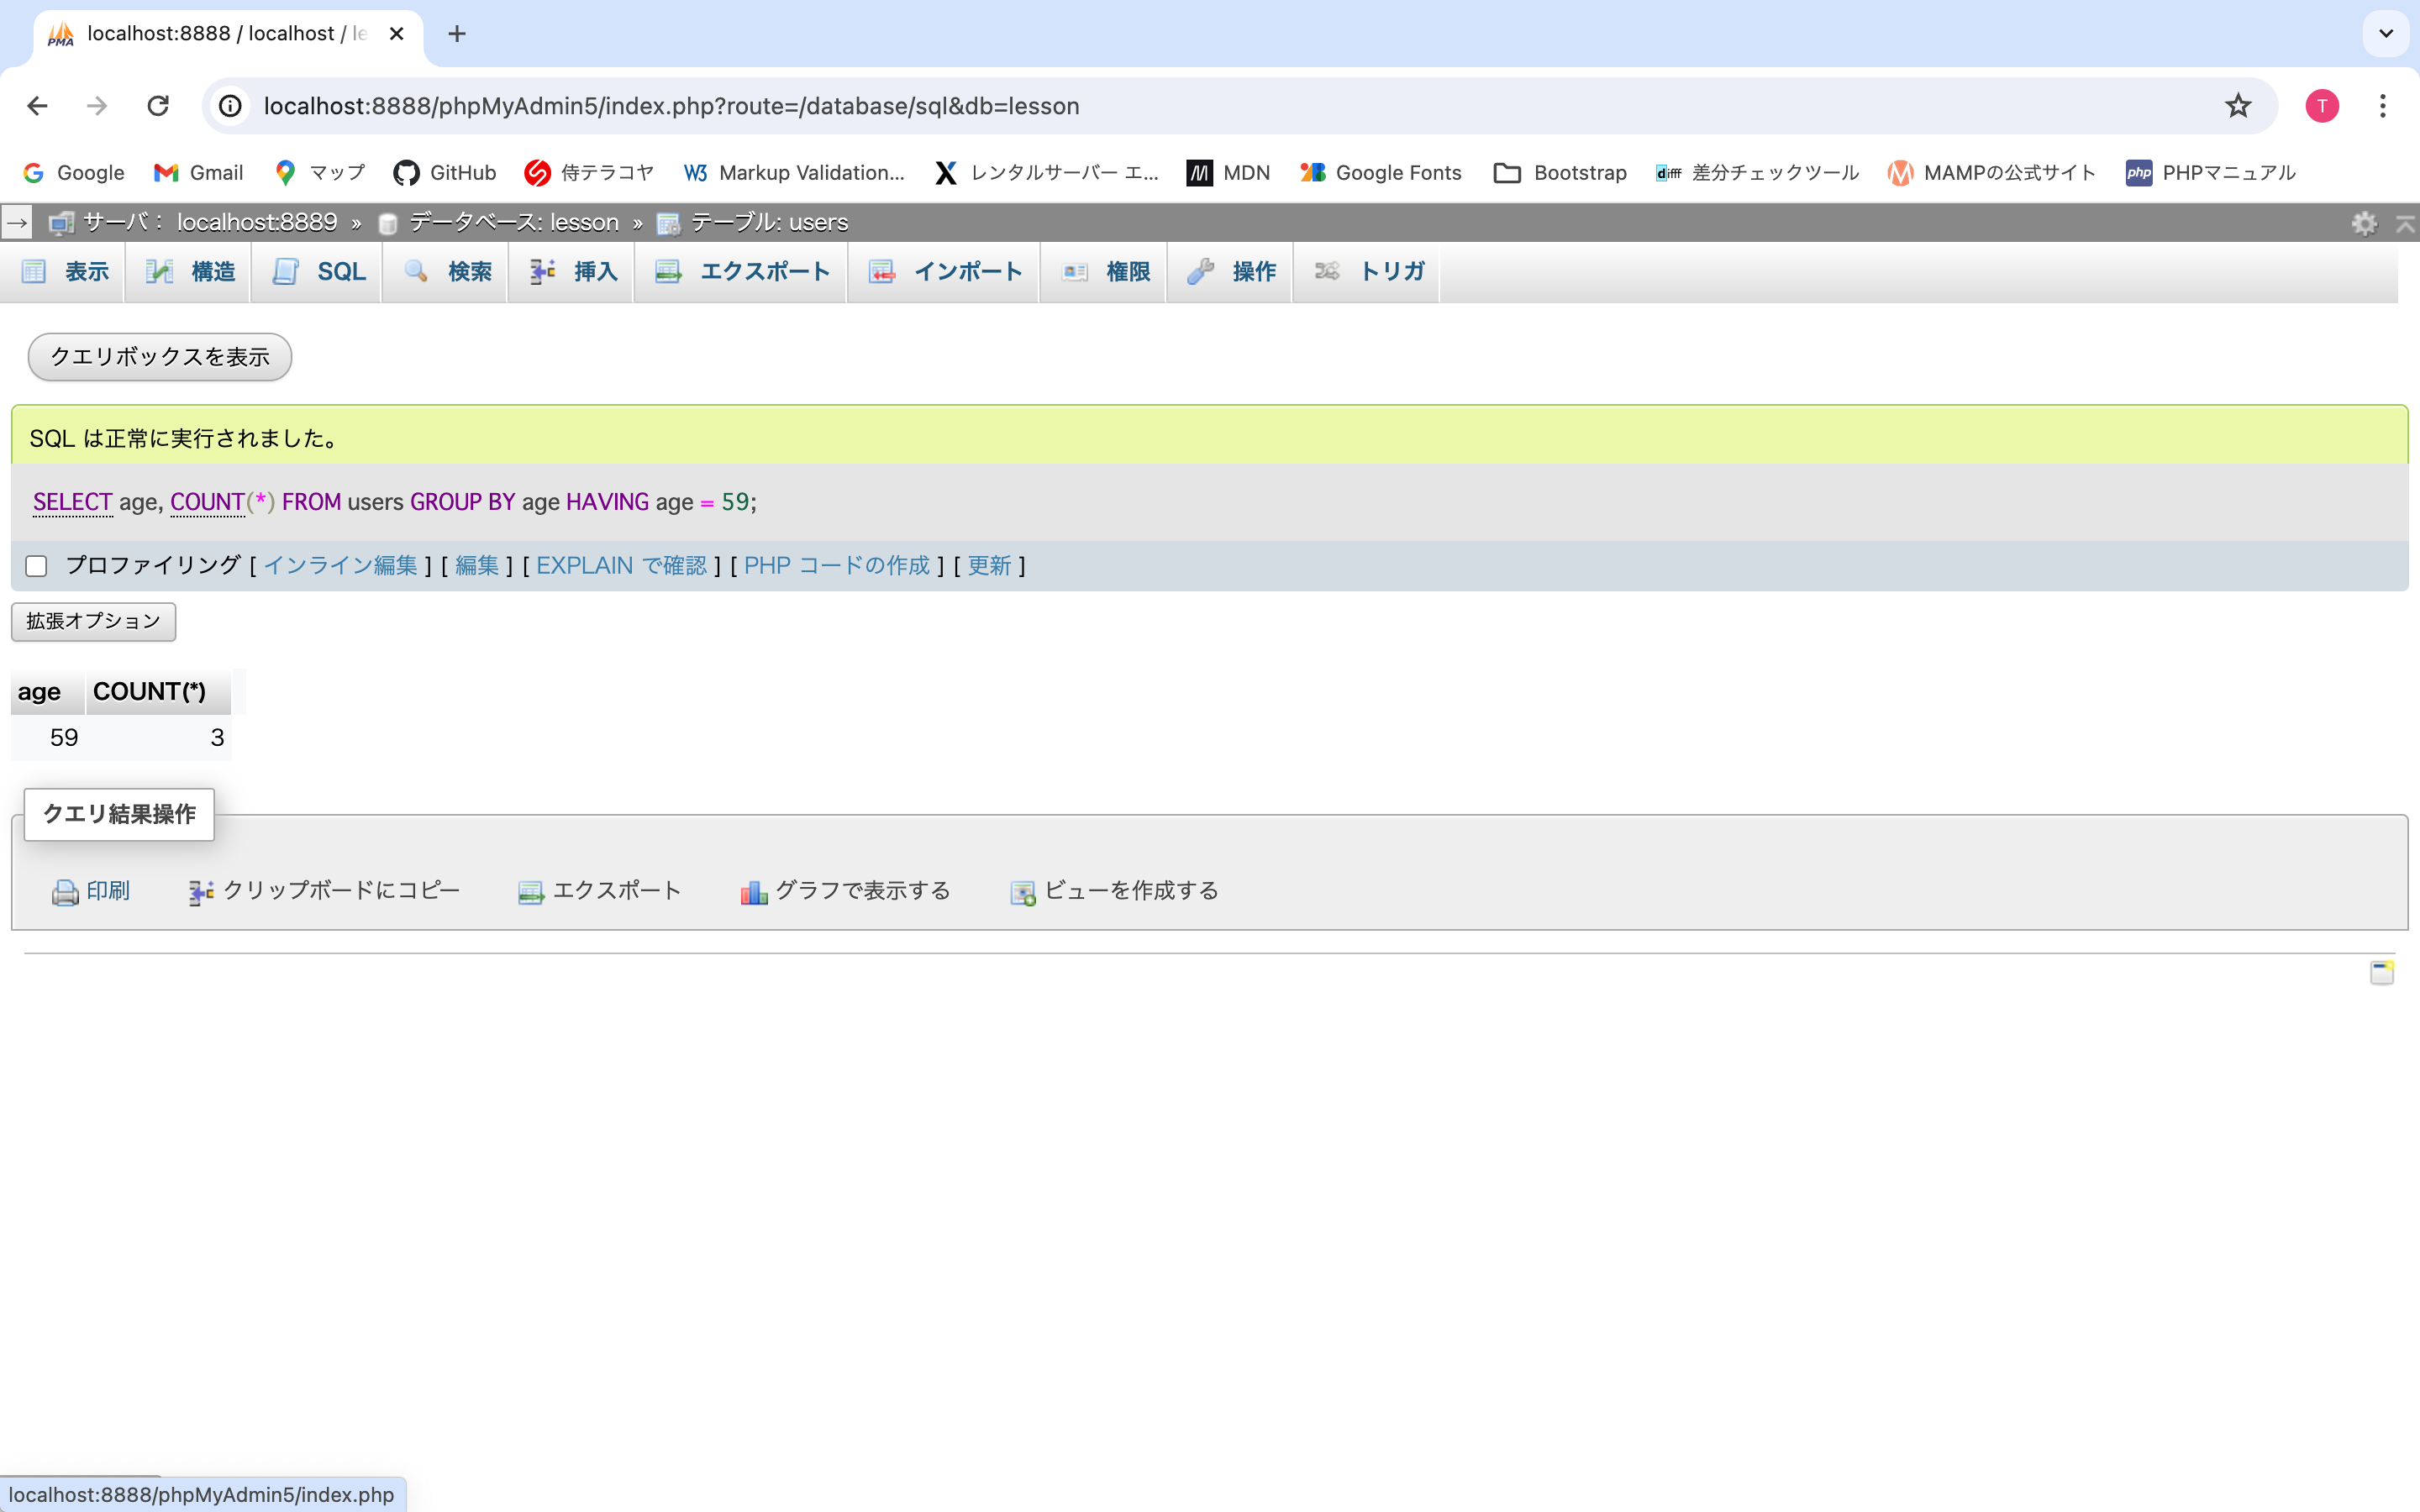 localhost:8888 / localhost / le
localhost:8888/phpMyAdmin5/index.php?route=/database/sql&db=lesson
T
Google Gmail マップ GitHub 侍テラコヤ Markup Validation... レンタルサーバー エ... MDN Google Fonts Bootstrap 差分チェックツール MAMPの公式サイト PHPマニュアル
→ サーバ： localhost:8889 » データベース: lesson » テーブル: users
表示 構造 SQL 検索 挿入 エクスポート インポート 権限 操作 トリガ
クエリボックスを表示
SQL は正常に実行されました。
SELECT age, COUNT(*) FROM users GROUP BY age HAVING age = 59;
プロファイリング [ インライン編集 ] [ 編集 ] [ EXPLAIN で確認 ] [ PHP コードの作成 ] [ 更新 ]
拡張オプション
age COUNT(*)
59 3
クエリ結果操作
印刷 クリップボードにコピー エクスポート グラフで表示する ビューを作成する
localhost:8888/phpMyAdmin5/index.php